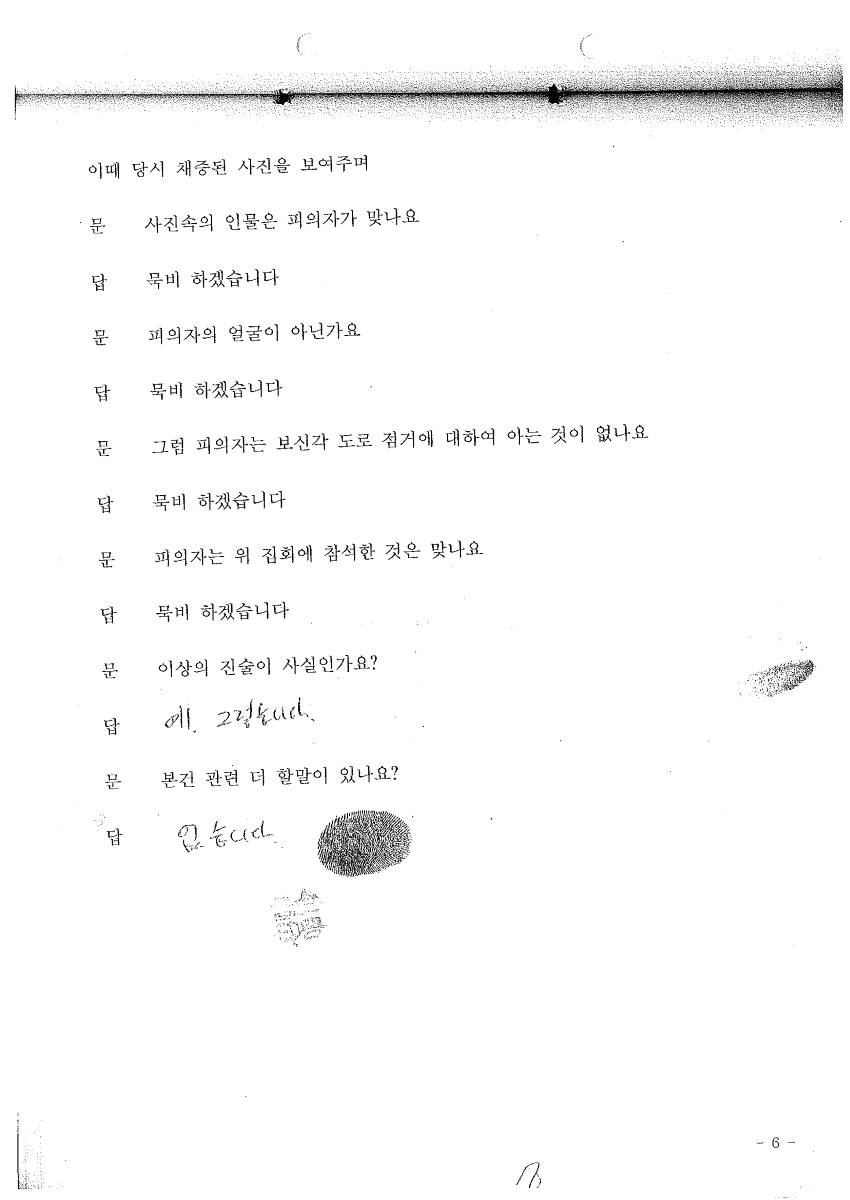 이때 당시 채증된 사진을 보여주며
문 사진속의 인물은 피의자가 맞나요
답 묵비 하겠습니다
문 피의자의 얼굴이 아닌가요
답 묵비 하겠습니다
문 그럼 피의자는 보신각 도로 점거에 대하여 아는 것이 없나요
답 묵비 하겠습니다
문 피의자는 위 집회에 참석한 것은 맞나요
답 묵비 하겠습니다
문 이상의 진술이 사실인가요?
답 예. 그렇습니다.
문 본건 관련 더 할말이 있나요?
답 없습니다.
- 6 -